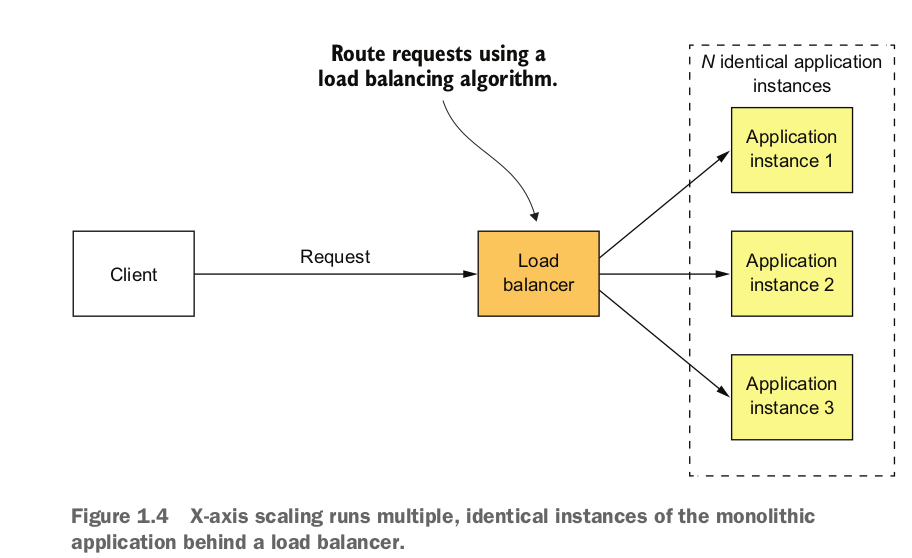 Route requests using a
load balancing algorithm.
N identical application
instances
Application
instance 1
Client
Request
Load
balancer
Application
instance 2
Application
instance 3
Figure 1.4 X-axis scaling runs multiple, identical instances of the monolithic
application behind a load balancer.